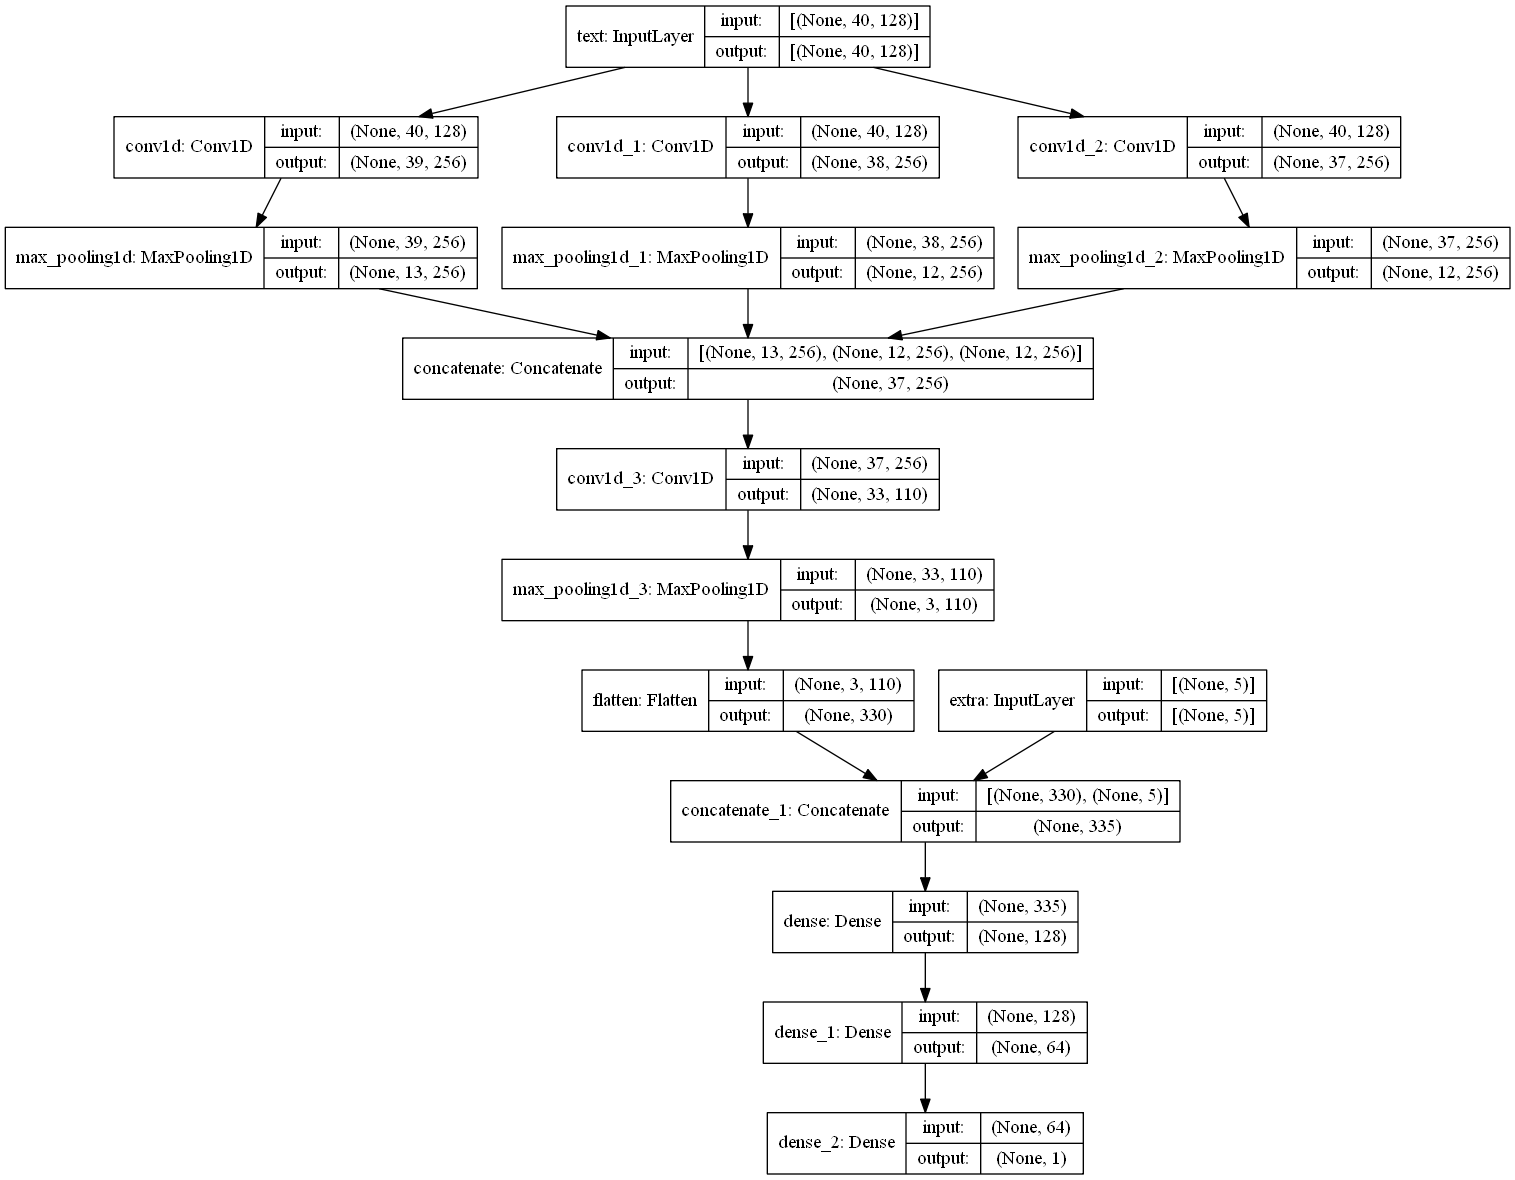 text: InputLayer
input:
[(None, 40, 128)]
output:
[(None, 40, 128)]
conv1d: Conv1D
input:
(None, 40, 128)
output:
(None, 39, 256)
conv1d_1: Conv1D
input:
(None, 40, 128)
output:
(None, 38, 256)
conv1d_2: Conv1D
input:
(None, 40, 128)
output:
(None, 37, 256)
max_pooling1d: MaxPooling1D
input:
(None, 39, 256)
output:
(None, 13, 256)
max_pooling1d_1: MaxPooling1D
input:
(None, 38, 256)
output:
(None, 12, 256)
max_pooling1d_2: MaxPooling1D
input:
(None, 37, 256)
output:
(None, 12, 256)
concatenate: Concatenate
input:
[(None, 13, 256), (None, 12, 256), (None, 12, 256)]
output:
(None, 37, 256)
conv1d_3: Conv1D
input:
(None, 37, 256)
output:
(None, 33, 110)
max_pooling1d_3: MaxPooling1D
input:
(None, 33, 110)
output:
(None, 3, 110)
flatten: Flatten
input:
(None, 3, 110)
output:
(None, 330)
extra: InputLayer
input:
[(None, 5)]
output:
[(None, 5)]
concatenate_1: Concatenate
input:
[(None, 330), (None, 5)]
output:
(None, 335)
dense: Dense
input:
(None, 335)
output:
(None, 128)
dense_1: Dense
input:
(None, 128)
output:
(None, 64)
dense_2: Dense
input:
(None, 64)
output:
(None, 1)